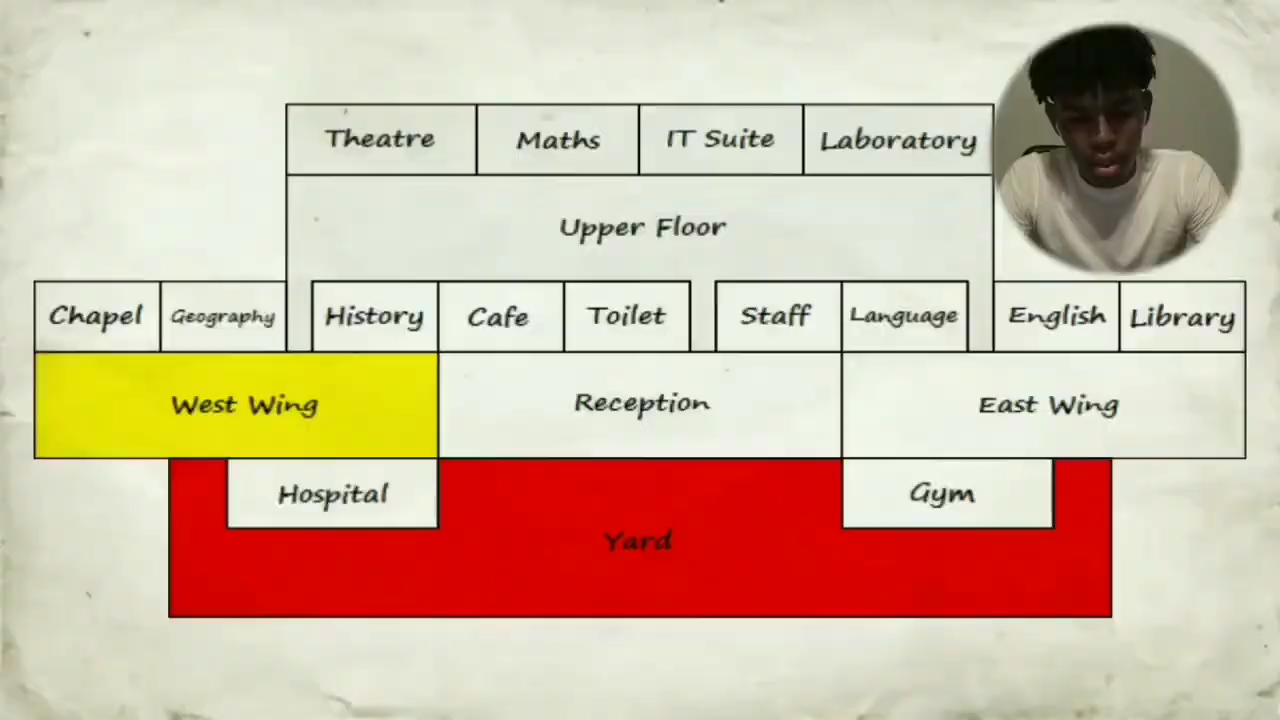 Theatre
Maths
IT Suite
Laboratory
Upper Floor
Chapel
Geography
History
Cafe
Toilet
Staff
Language
English
Library
West Wing
Reception
East Wing
Hospital
Gym
Yard